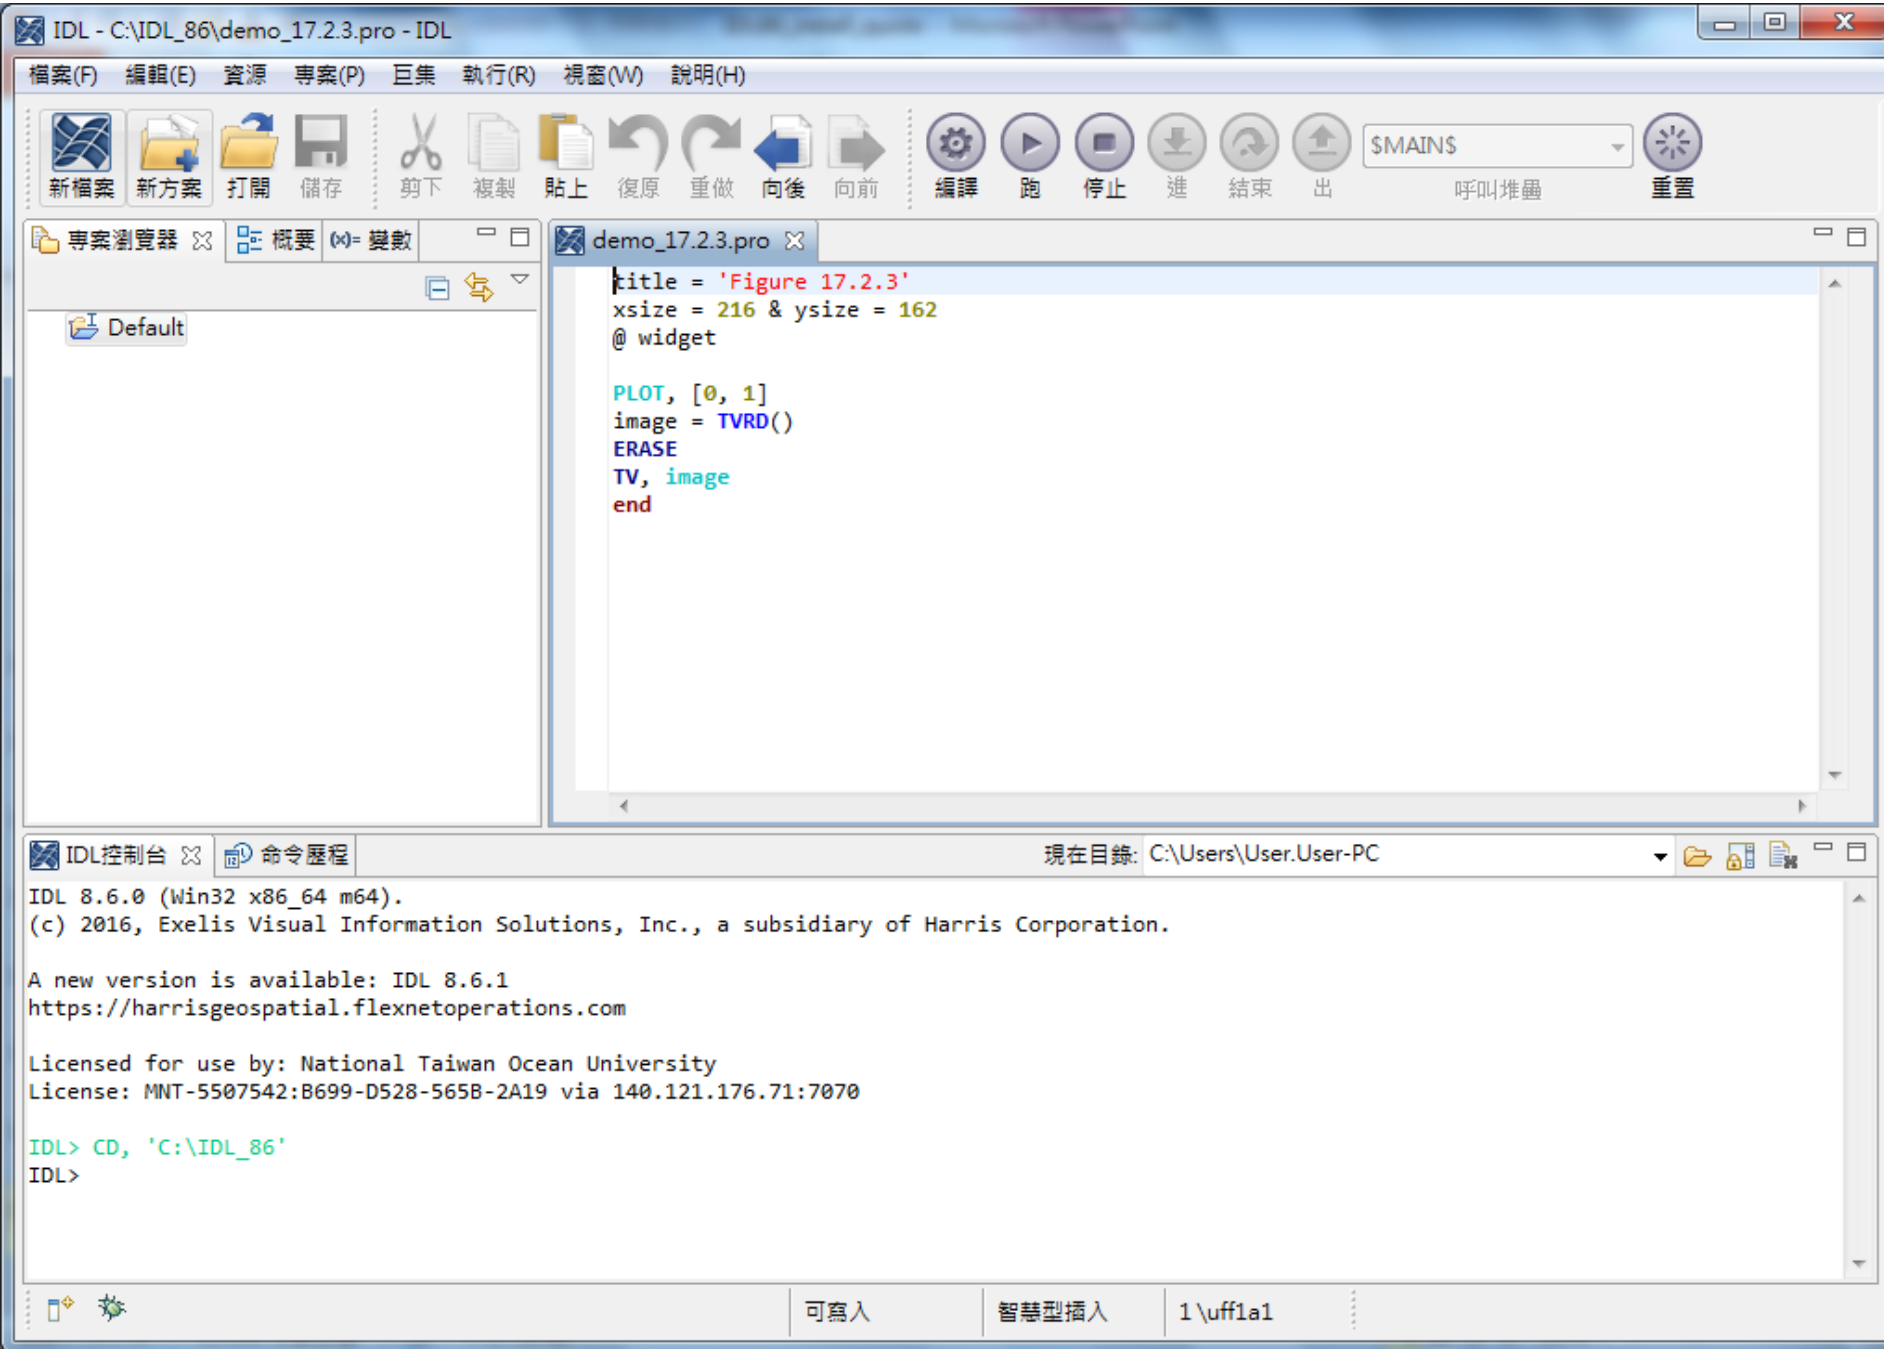 IDL - C:\IDL_86\demo_17.2.3.pro - IDL
檔案(F) 編輯(E) 資源 專案(P) 巨集 執行(R) 視窗(W) 說明(H)
新檔案 新方案 打開 儲存 剪下 複製 貼上 復原 重做 向後 向前 編譯 跑 停止 進 結束 出 $MAIN$ 呼叫堆疊 重置
專案瀏覽器 概要 (x)= 變數
demo_17.2.3.pro
Default
title = 'Figure 17.2.3'
xsize = 216 & ysize = 162
@ widget
PLOT, [0, 1]
image = TVRD()
ERASE
TV, image
end
IDL控制台 命令歷程 現在目錄: C:\Users\User.User-PC
IDL 8.6.0 (Win32 x86_64 m64).
(c) 2016, Exelis Visual Information Solutions, Inc., a subsidiary of Harris Corporation.
A new version is available: IDL 8.6.1
https://harrisgeospatial.flexnetoperations.com
Licensed for use by: National Taiwan Ocean University
License: MNT-5507542:B699-D528-565B-2A19 via 140.121.176.71:7070
IDL> CD, 'C:\IDL_86'
IDL>
可寫入 智慧型插入 1 \uff1a1